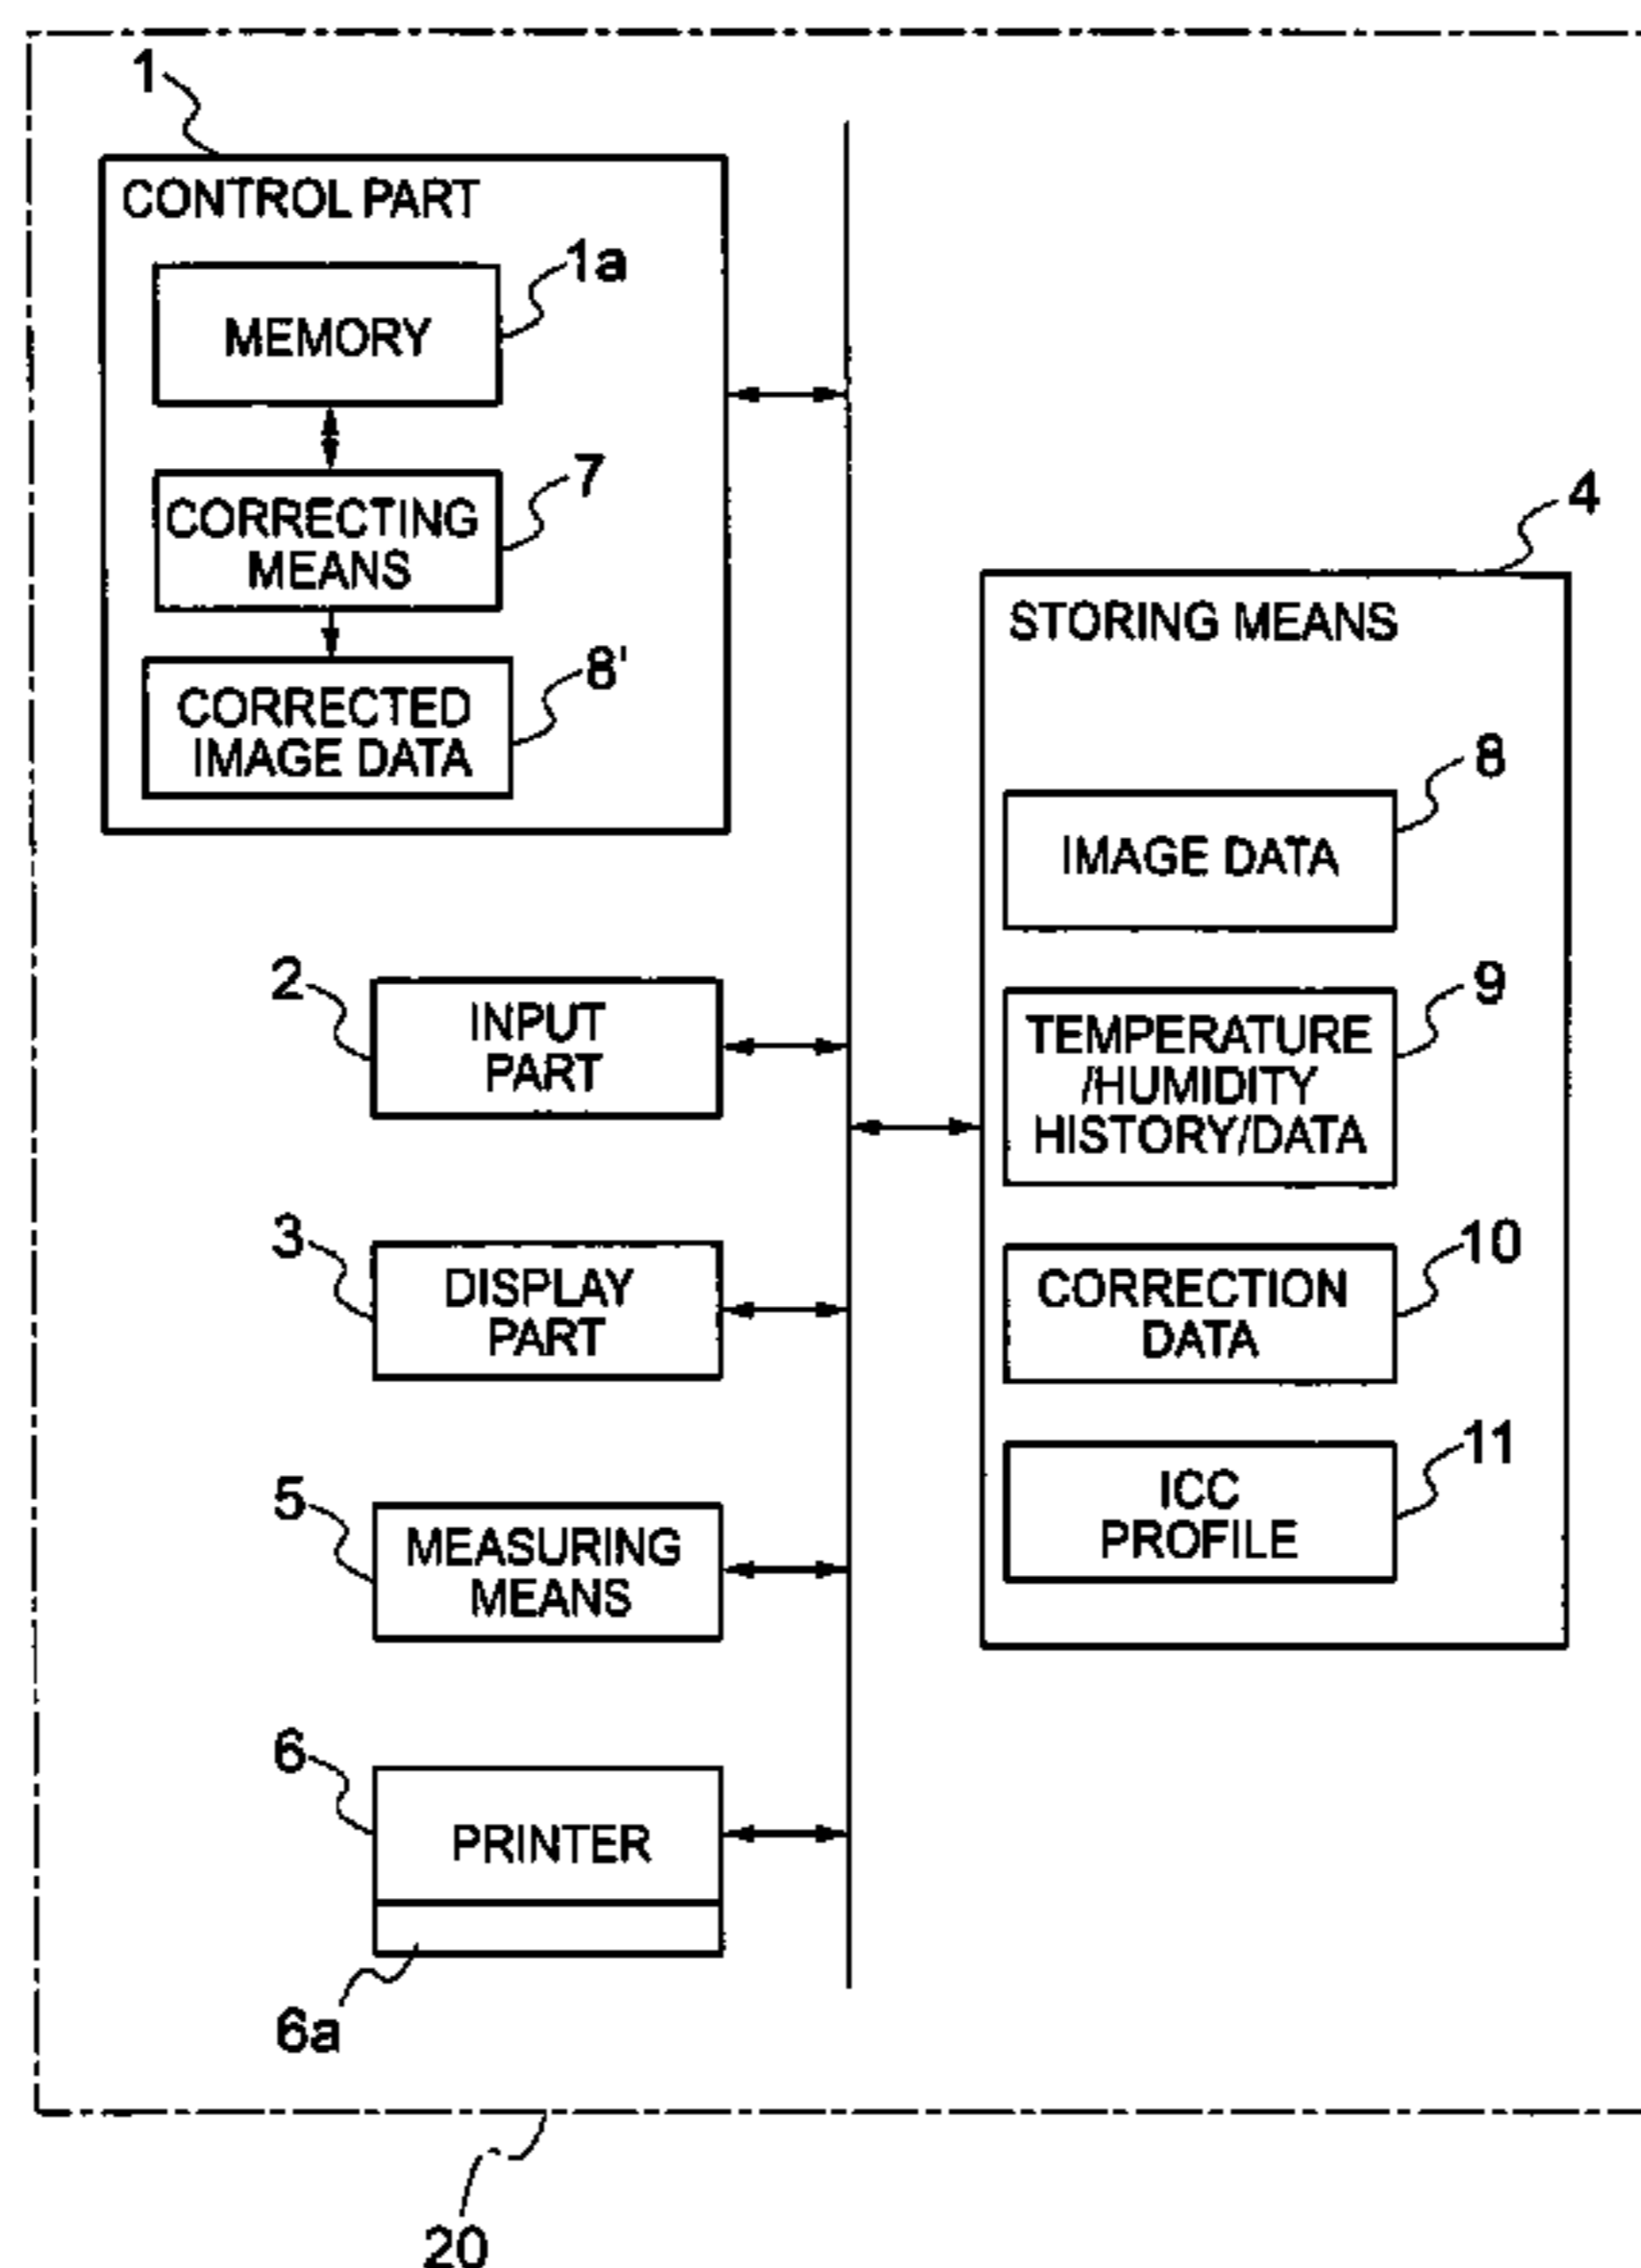 1
CONTROL PART
1a
MEMORY
7
CORRECTING
MEANS
8'
CORRECTED
IMAGE DATA
4
STORING MEANS
8
IMAGE DATA
2
INPUT
PART
9
TEMPERATURE
/HUMIDITY
HISTORY/DATA
3
DISPLAY
PART
10
CORRECTION
DATA
5
MEASURING
MEANS
11
ICC
PROFILE
6
PRINTER
6a
20